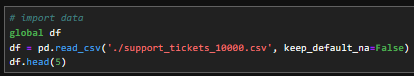 # import data
global df
df = pd.read_csv('./support_tickets_10000.csv', keep_default_na=False)
df.head(5)